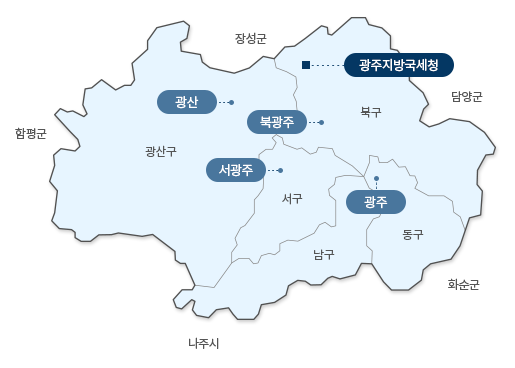 장성군
광주지방국세청
담양군
광산
북광주
북구
함평군
광산구
서광주
서구
광주
동구
남구
화순군
나주시